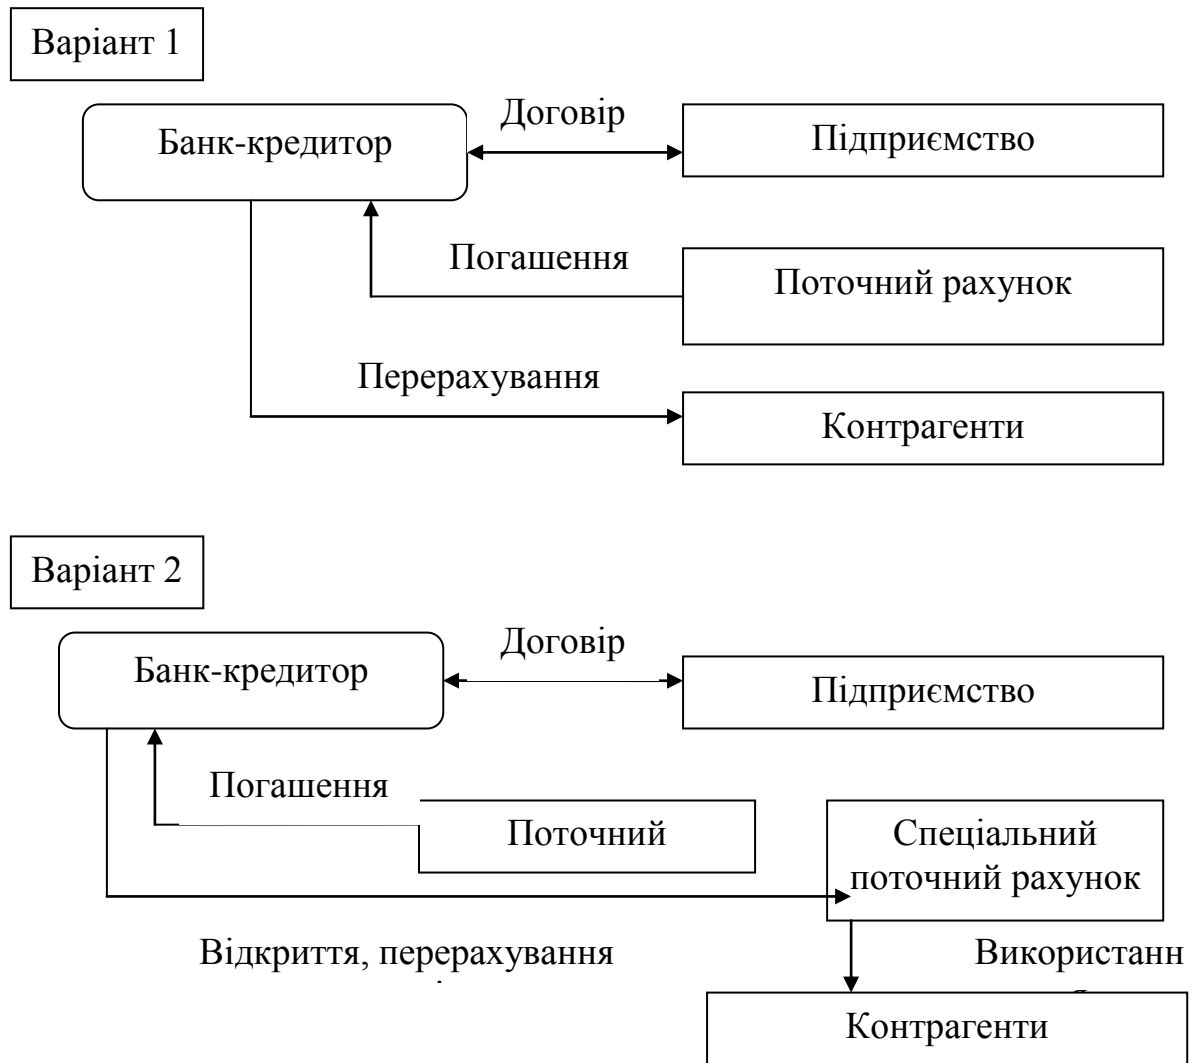 Варіант 1
Договір
Банк-кредитор
Підприємство
Погашення
Поточний рахунок
Перерахування
Контрагенти
Варіант 2
Договір
Банк-кредитор
Підприємство
Погашення
Поточний
Спеціальний
поточний рахунок
Відкриття, перерахування
Використанн
Контрагенти